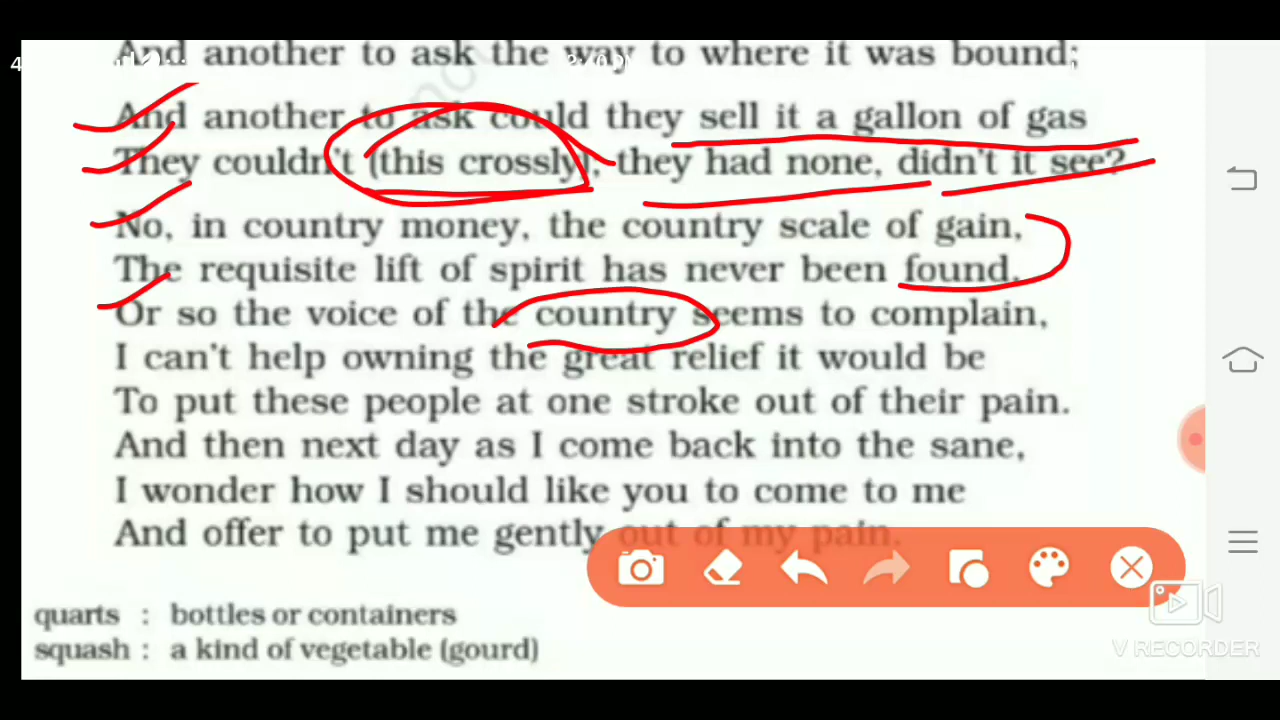 And another to ask the way to where it was bound;
And another to ask could they sell it a gallon of gas
They couldn't (this crossly), they had none, didn't it see?
No, in country money, the country scale of gain,
The requisite lift of spirit has never been found,
Or so the voice of the country seems to complain,
I can't help owning the great relief it would be
To put these people at one stroke out of their pain.
And then next day as I come back into the sane,
I wonder how I should like you to come to me
And offer to put me gently out of my pain.
quarts : bottles or containers
squash : a kind of vegetable (gourd)
V RECORDER